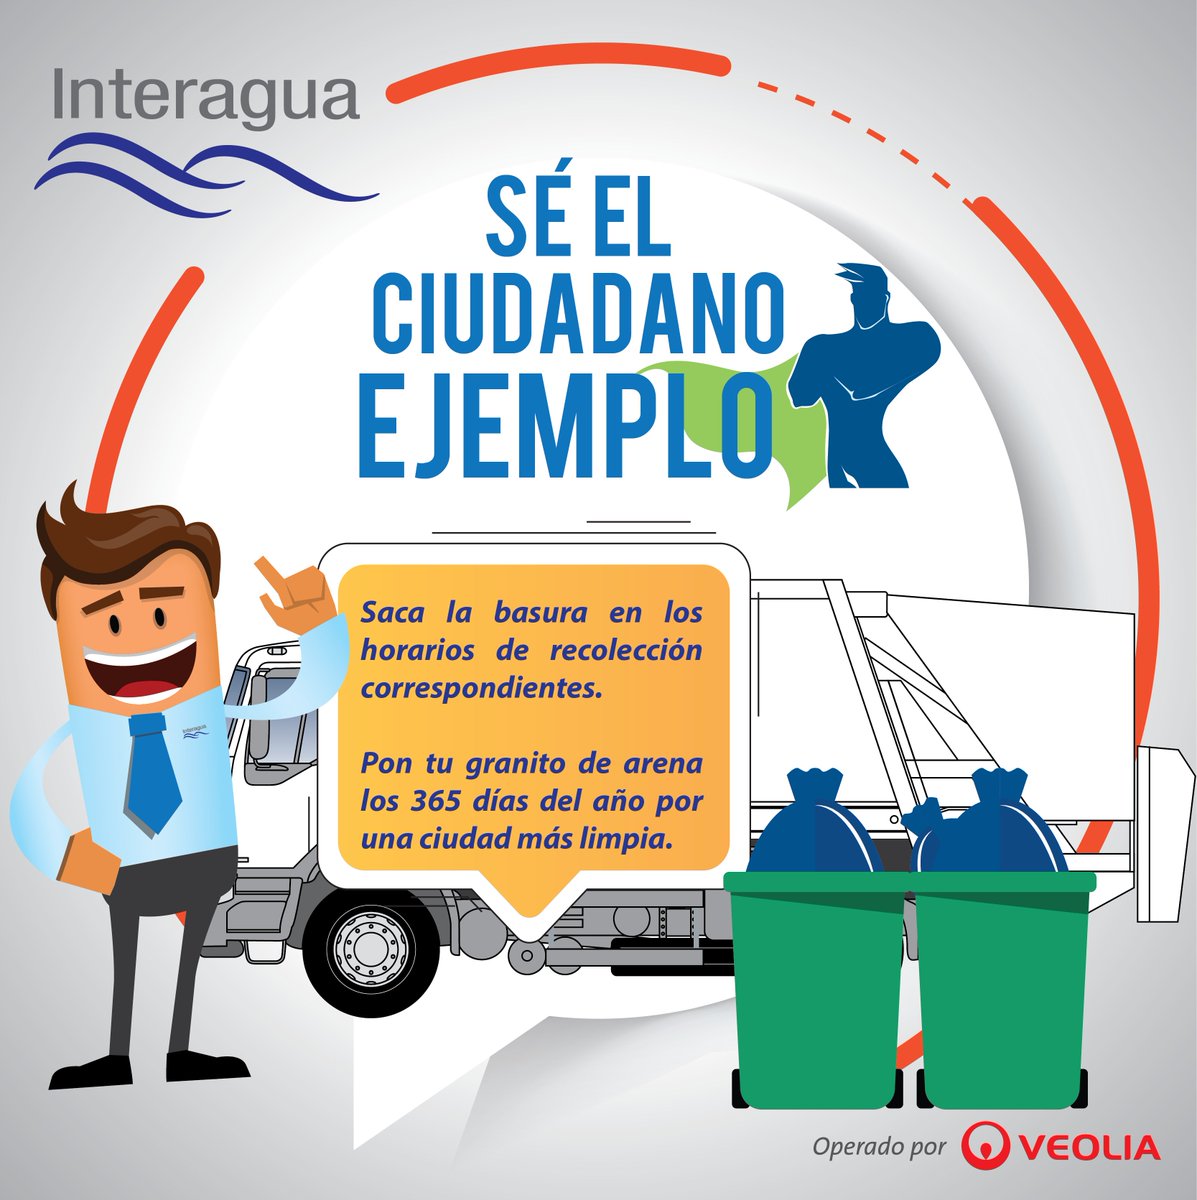 Interagua
SÉ EL
CIUDADANO
EJEMPLO
Saca la basura en los
horarios de recolección
correspondientes.
Pon tu granito de arena
los 365 días del año por
una ciudad más limpia.
Interagua
Operado por VEOLIA